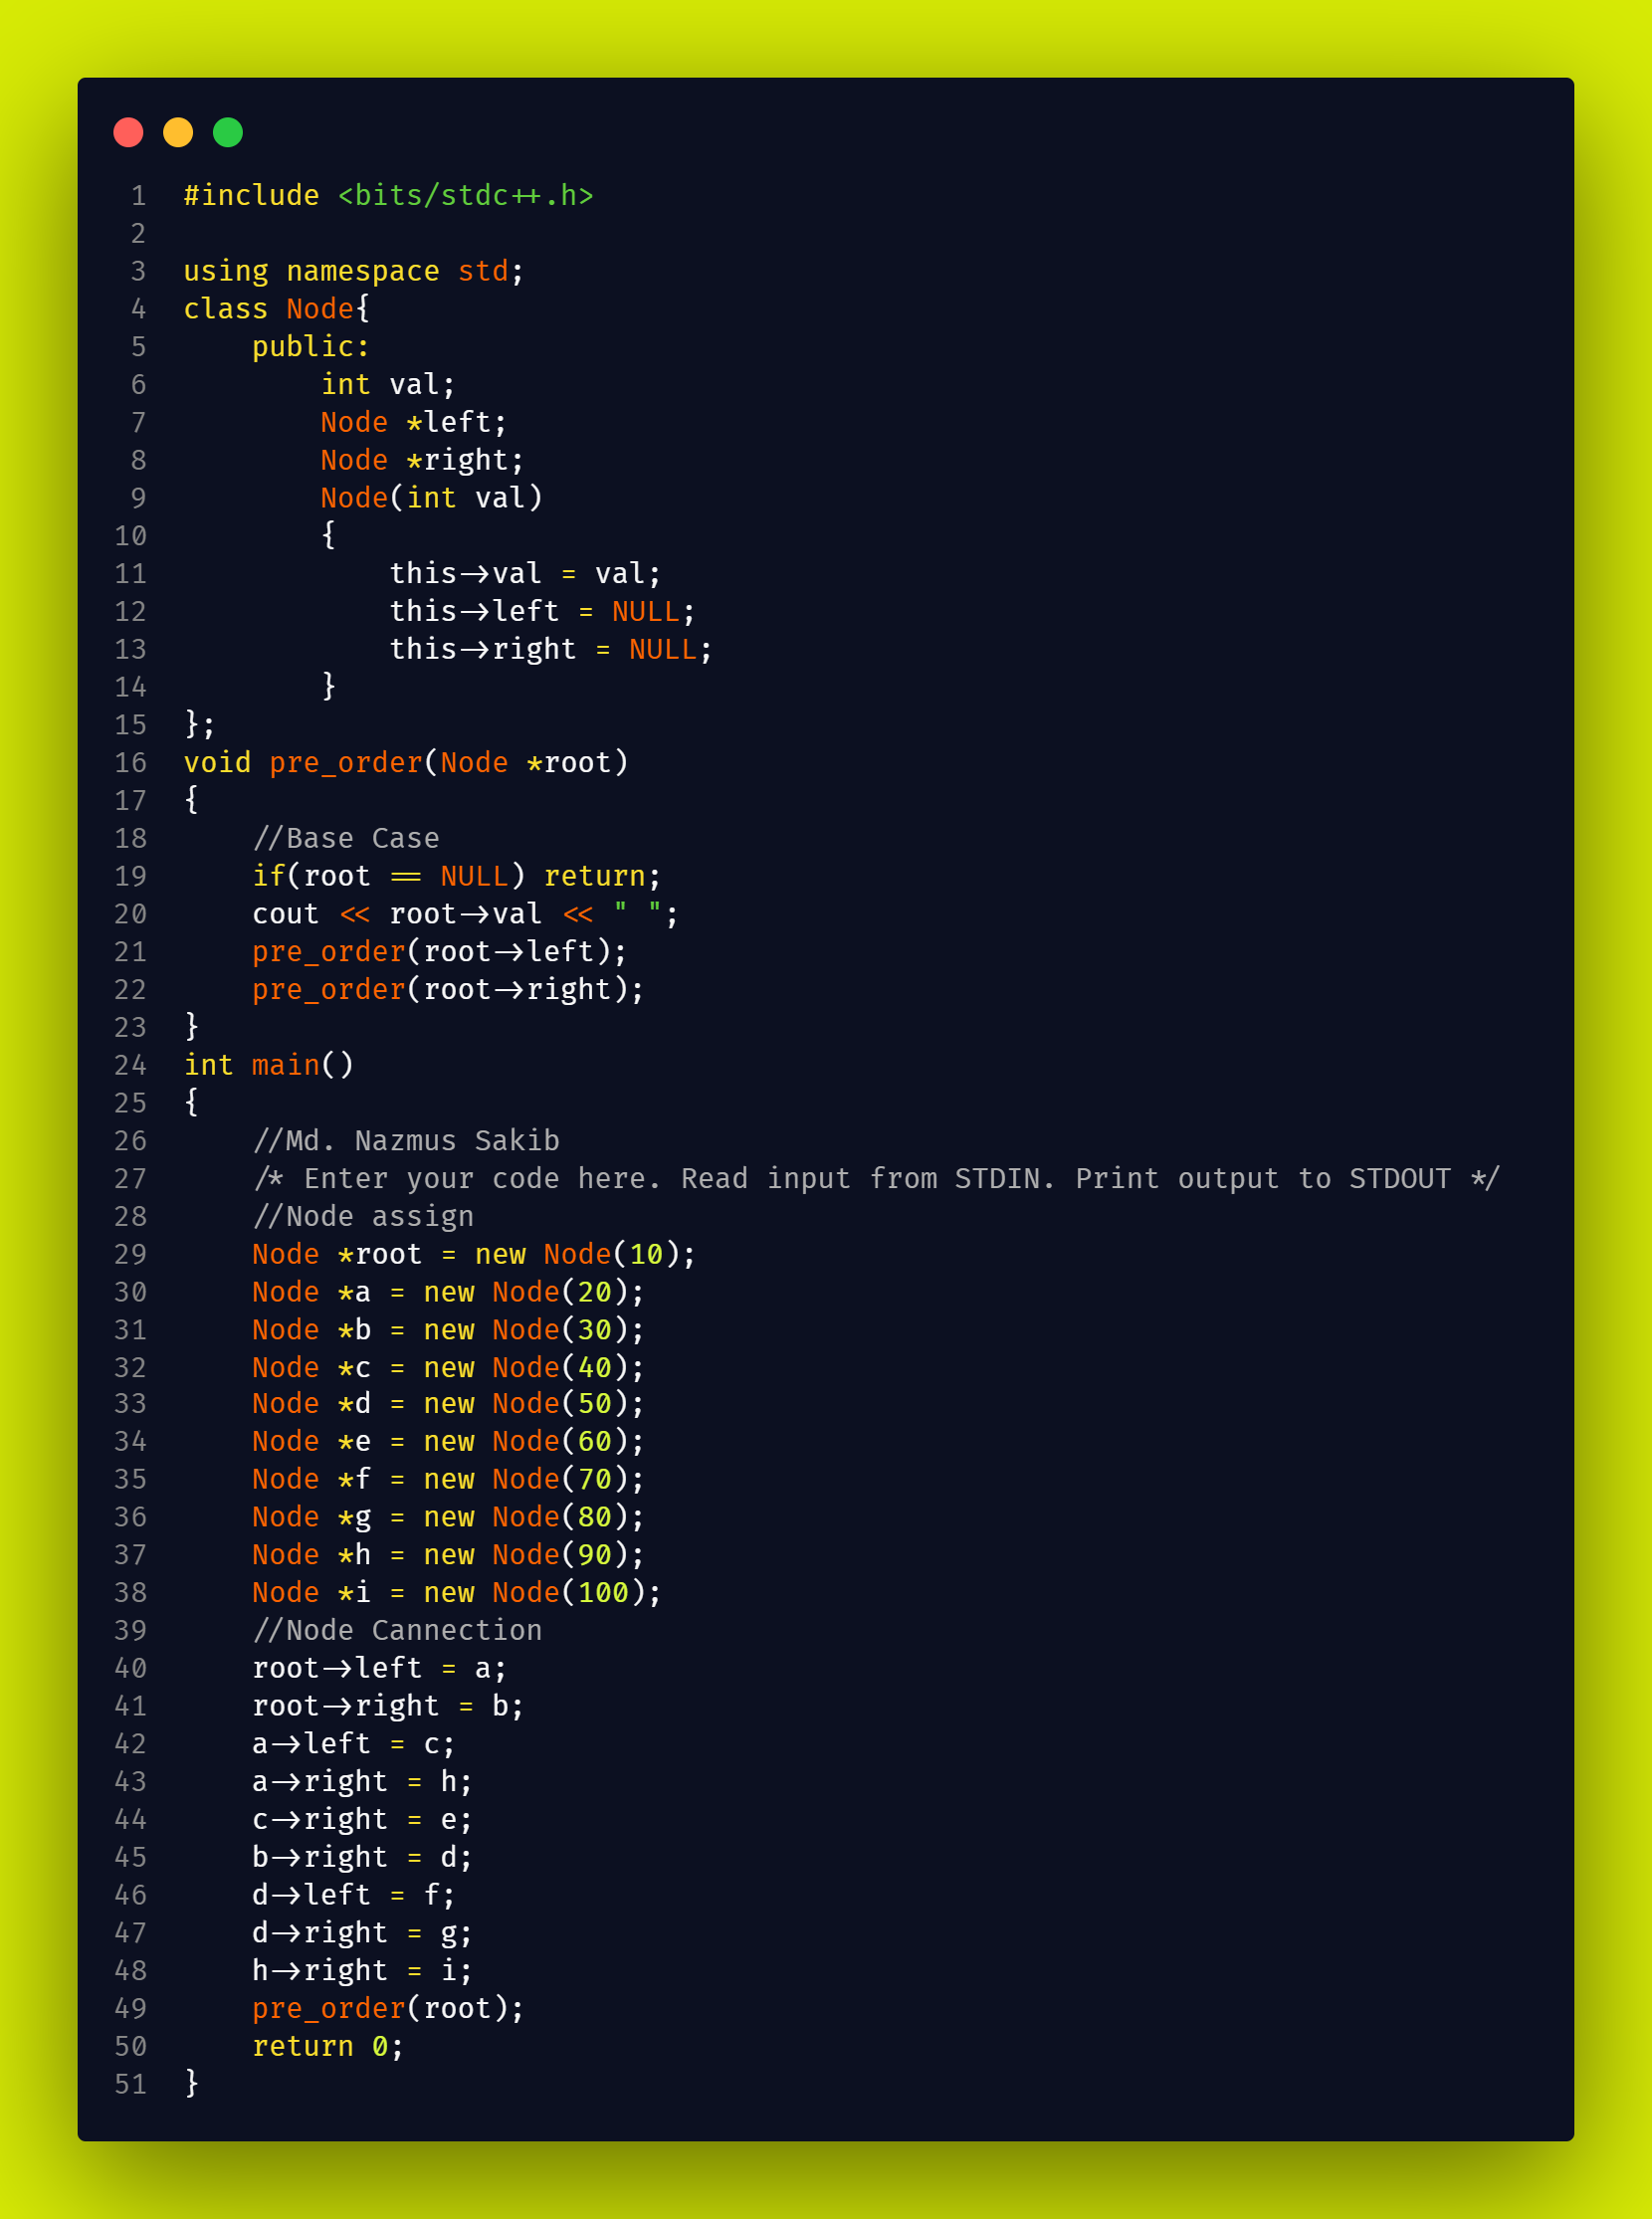 1 #include <bits/stdc++.h>
2
3 using namespace std;
4 class Node{
5     public:
6         int val;
7         Node *left;
8         Node *right;
9         Node(int val)
10         {
11             this->val = val;
12             this->left = NULL;
13             this->right = NULL;
14         }
15 };
16 void pre_order(Node *root)
17 {
18     //Base Case
19     if(root == NULL) return;
20     cout << root->val << " ";
21     pre_order(root->left);
22     pre_order(root->right);
23 }
24 int main()
25 {
26     //Md. Nazmus Sakib
27     /* Enter your code here. Read input from STDIN. Print output to STDOUT */
28     //Node assign
29     Node *root = new Node(10);
30     Node *a = new Node(20);
31     Node *b = new Node(30);
32     Node *c = new Node(40);
33     Node *d = new Node(50);
34     Node *e = new Node(60);
35     Node *f = new Node(70);
36     Node *g = new Node(80);
37     Node *h = new Node(90);
38     Node *i = new Node(100);
39     //Node Cannection
40     root->left = a;
41     root->right = b;
42     a->left = c;
43     a->right = h;
44     c->right = e;
45     b->right = d;
46     d->left = f;
47     d->right = g;
48     h->right = i;
49     pre_order(root);
50     return 0;
51 }